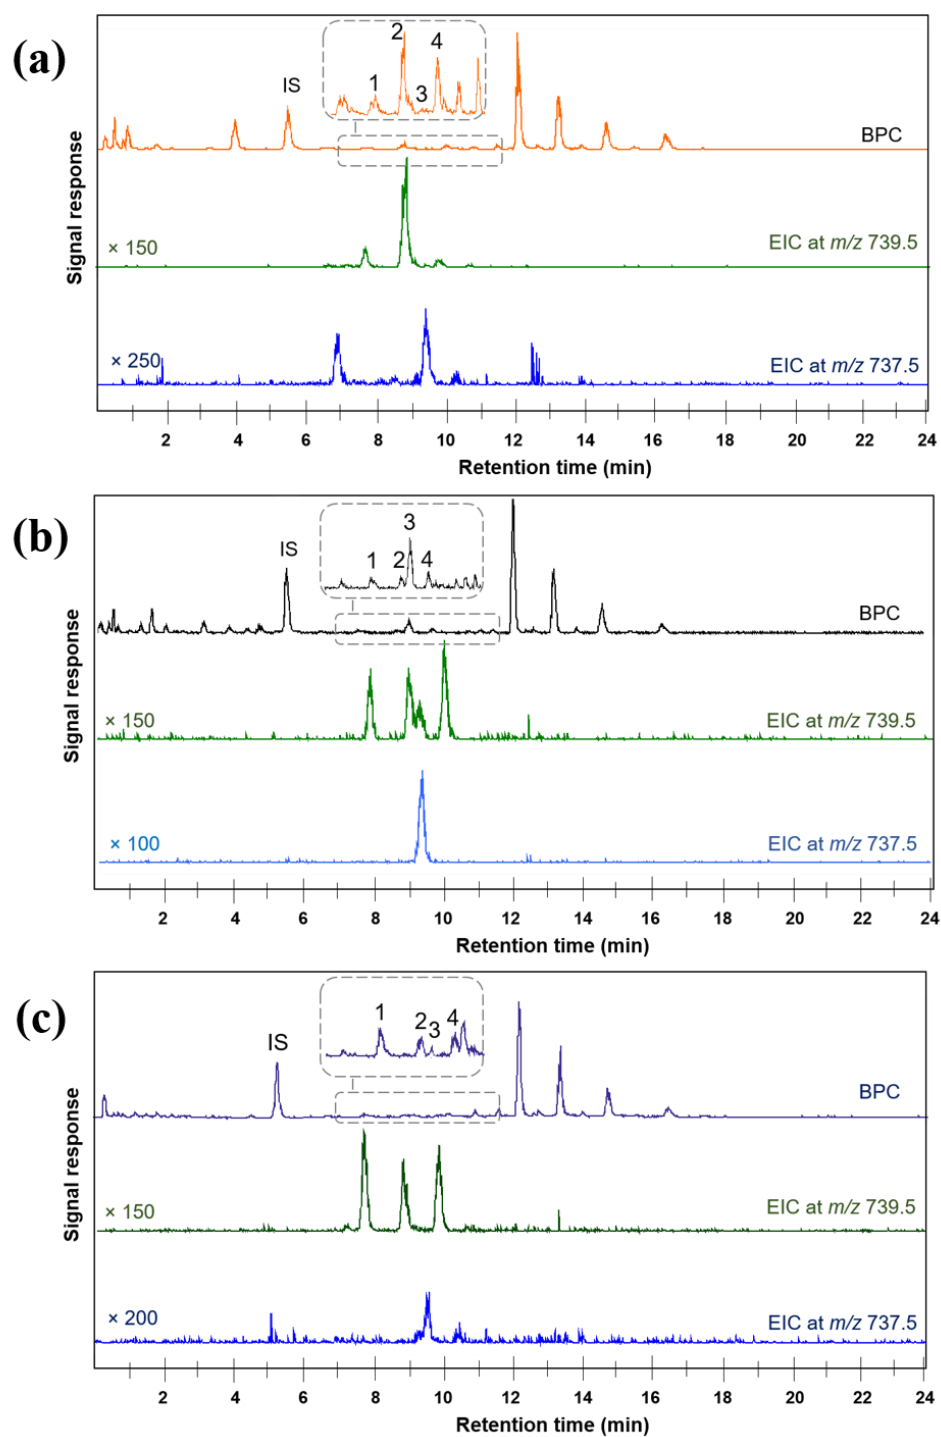 (a)
1
2
3
4
IS
BPC
× 150
EIC at m/z 739.5
× 250
EIC at m/z 737.5
Signal response
2 4 6 8 10 12 14 16 20 22 24
Retention time (min)
(b)
1
2
3
4
IS
BPC
× 150
EIC at m/z 739.5
× 100
EIC at m/z 737.5
Signal response
2 4 6 8 10 12 14 16 20 22 24
Retention time (min)
(c)
1
2
3
4
IS
BPC
× 150
EIC at m/z 739.5
× 200
EIC at m/z 737.5
Signal response
2 4 6 8 10 12 14 16 20 22 24
Retention time (min)